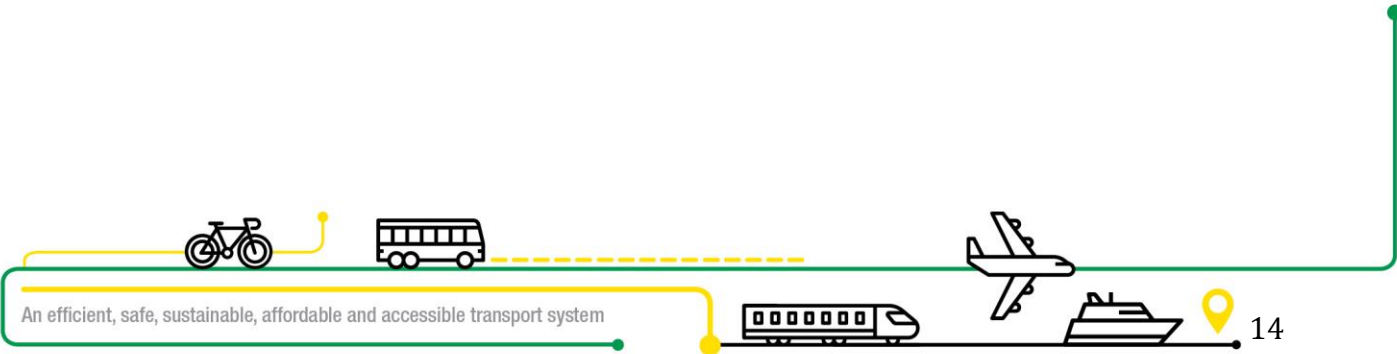 An efficient, safe, sustainable, affordable and accessible transport system
14